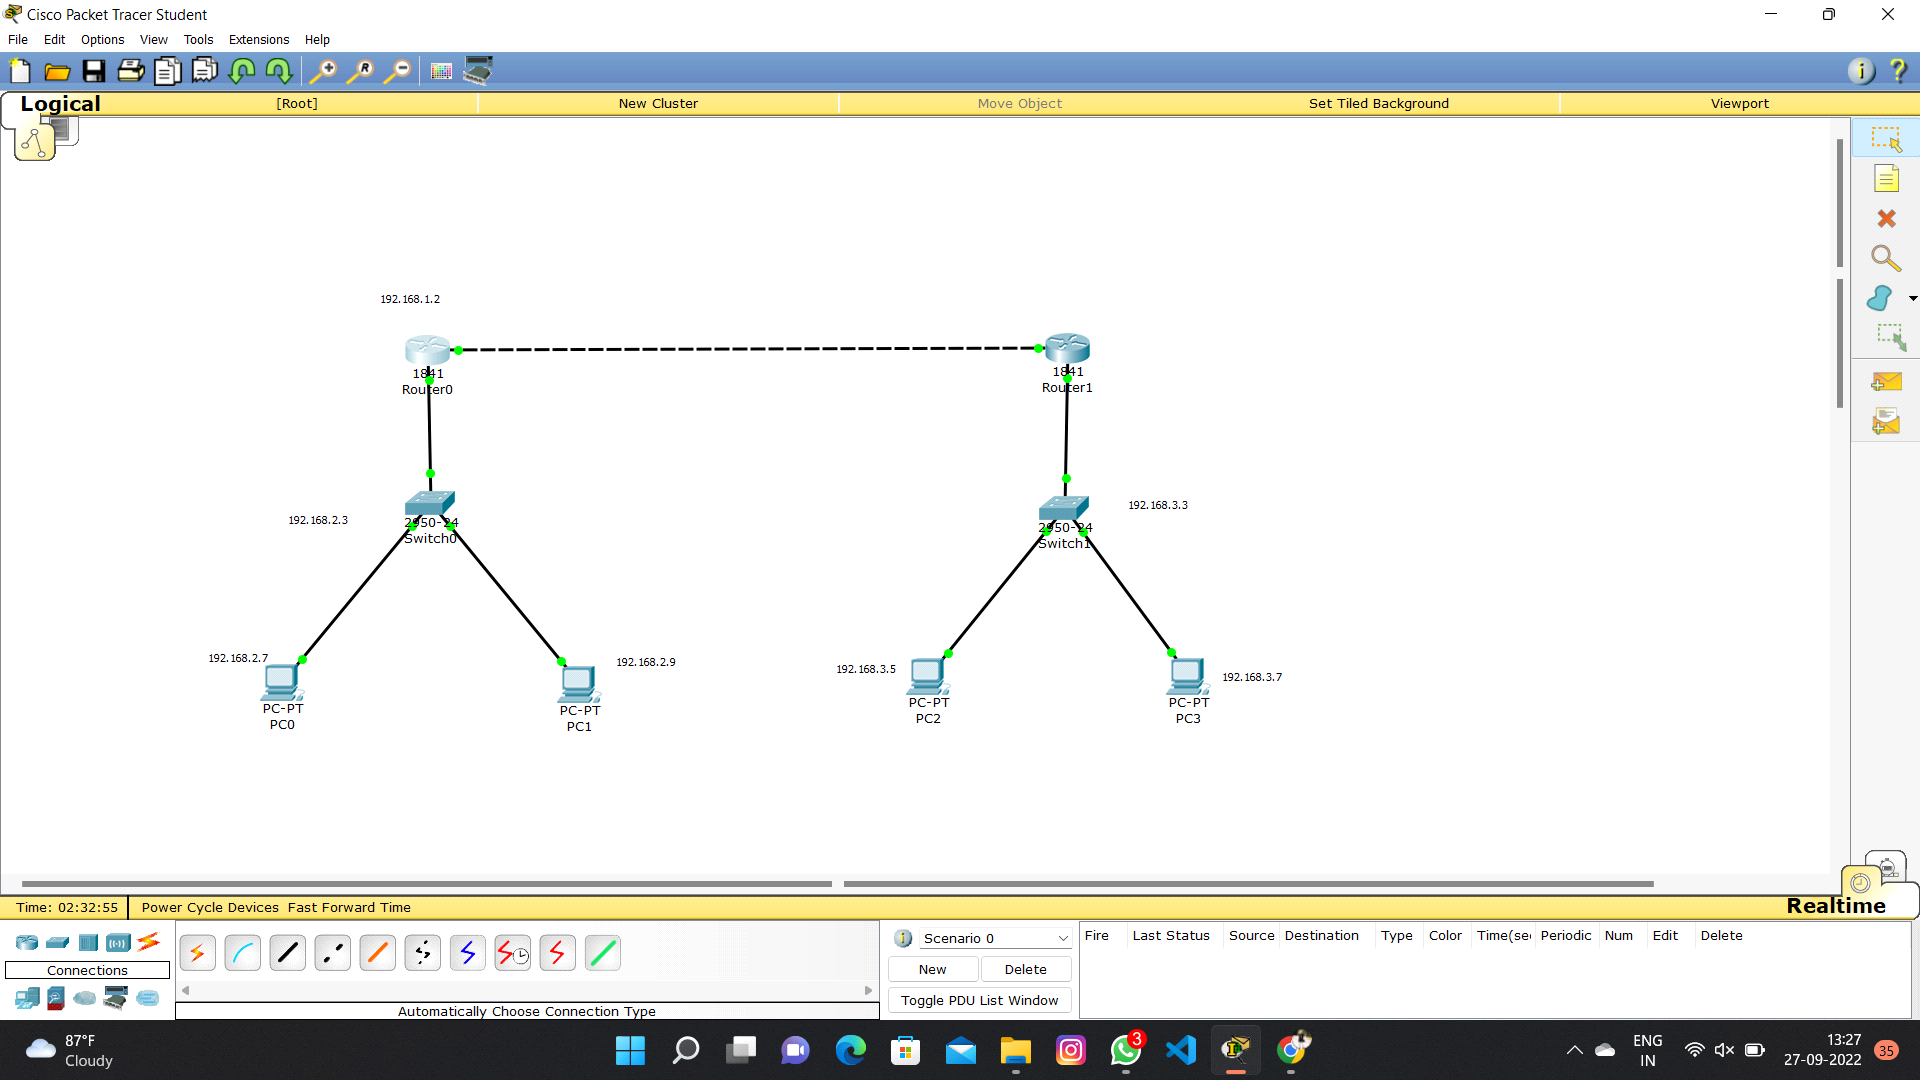 Cisco Packet Tracer Student
File Edit Options View Tools Extensions Help
Logical [Root] New Cluster Move Object Set Tiled Background Viewport
192.168.1.2
1841
Router0
1841
Router1
192.168.2.3
2950-24
Switch0
192.168.3.3
2950-24
Switch1
192.168.2.7
PC-PT
PC0
192.168.2.9
PC-PT
PC1
192.168.3.5
PC-PT
PC2
192.168.3.7
PC-PT
PC3
Time: 02:32:55 Power Cycle Devices Fast Forward Time
Realtime
Connections
Automatically Choose Connection Type
Scenario 0
New Delete
Toggle PDU List Window
Fire Last Status Source Destination Type Color Time(se Periodic Num Edit Delete
87°F
Cloudy
3
ENG
IN
13:27
27-09-2022
35